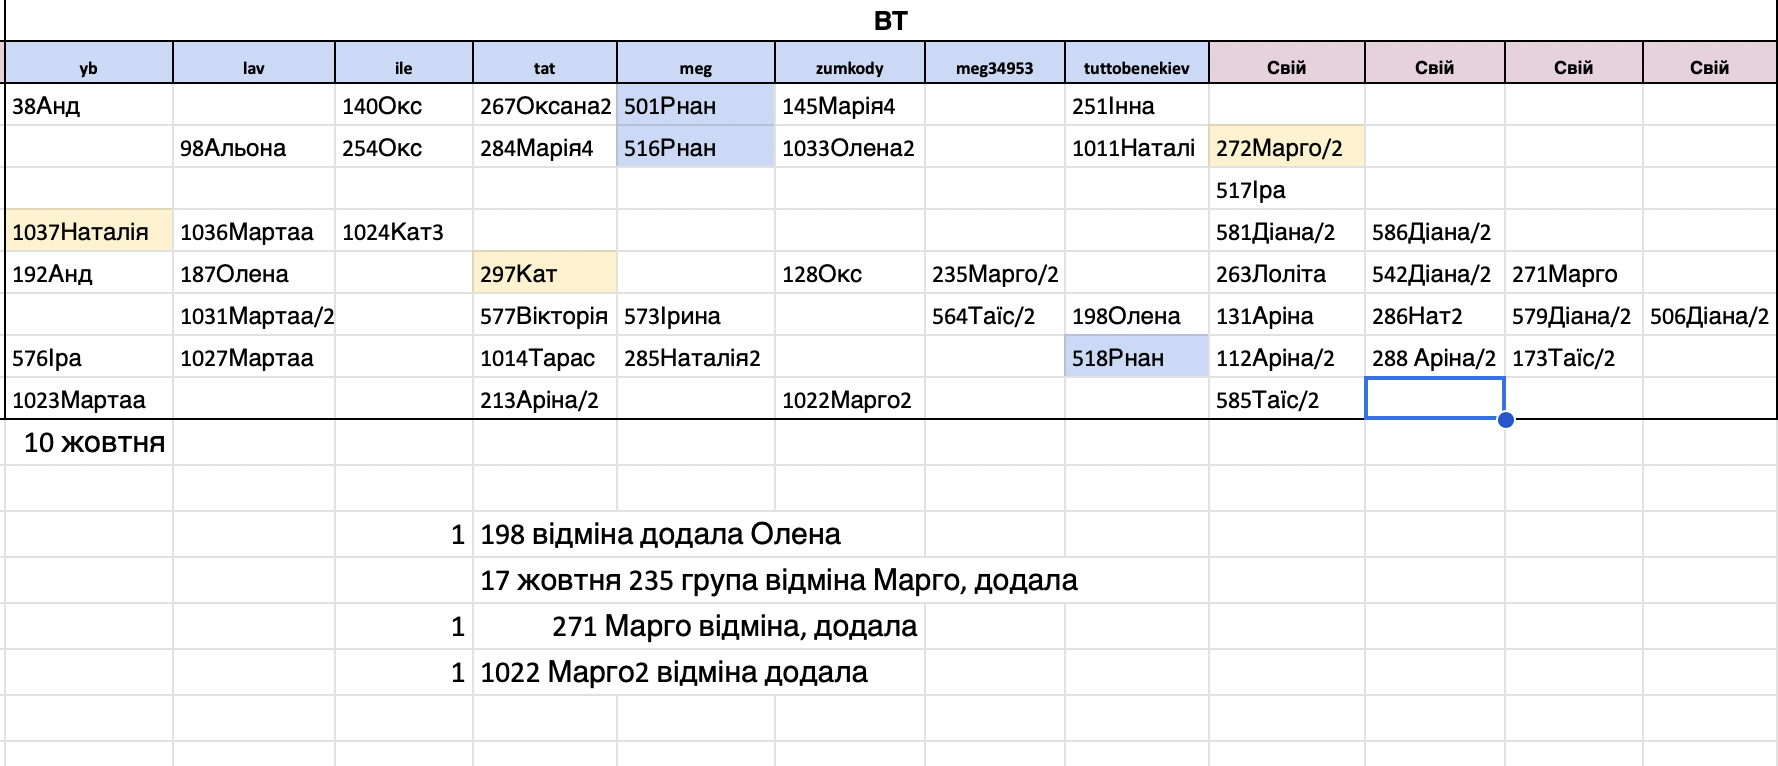 ВТ
yb lav ile tat meg zumkody meg34953 tuttobenekiev Свій Свій Свій Свій
38Анд 140Окс 267Оксана2 501Рнан 145Марія4 251Інна
98Альона 254Окс 284Марія4 516Рнан 1033Олена2 1011Наталі 272Марго/2
517Іра
1037Наталія 1036Мартаа 1024Кат3 581Діана/2 586Діана/2
192Анд 187Олена 297Кат 128Окс 235Марго/2 263Лоліта 542Діана/2 271Марго
1031Мартаа/2 577Вікторія 573Ірина 564Таїс/2 198Олена 131Аріна 286Нат2 579Діана/2 506Діана/2
576Іра 1027Мартаа 1014Тарас 285Наталія2 518Рнан 112Аріна/2 288 Аріна/2 173Таїс/2
1023Мартаа 213Аріна/2 1022Марго2 585Таїс/2
10 жовтня
1 198 відміна додала Олена
17 жовтня 235 група відміна Марго, додала
1 271 Марго відміна, додала
1 1022 Марго2 відміна додала